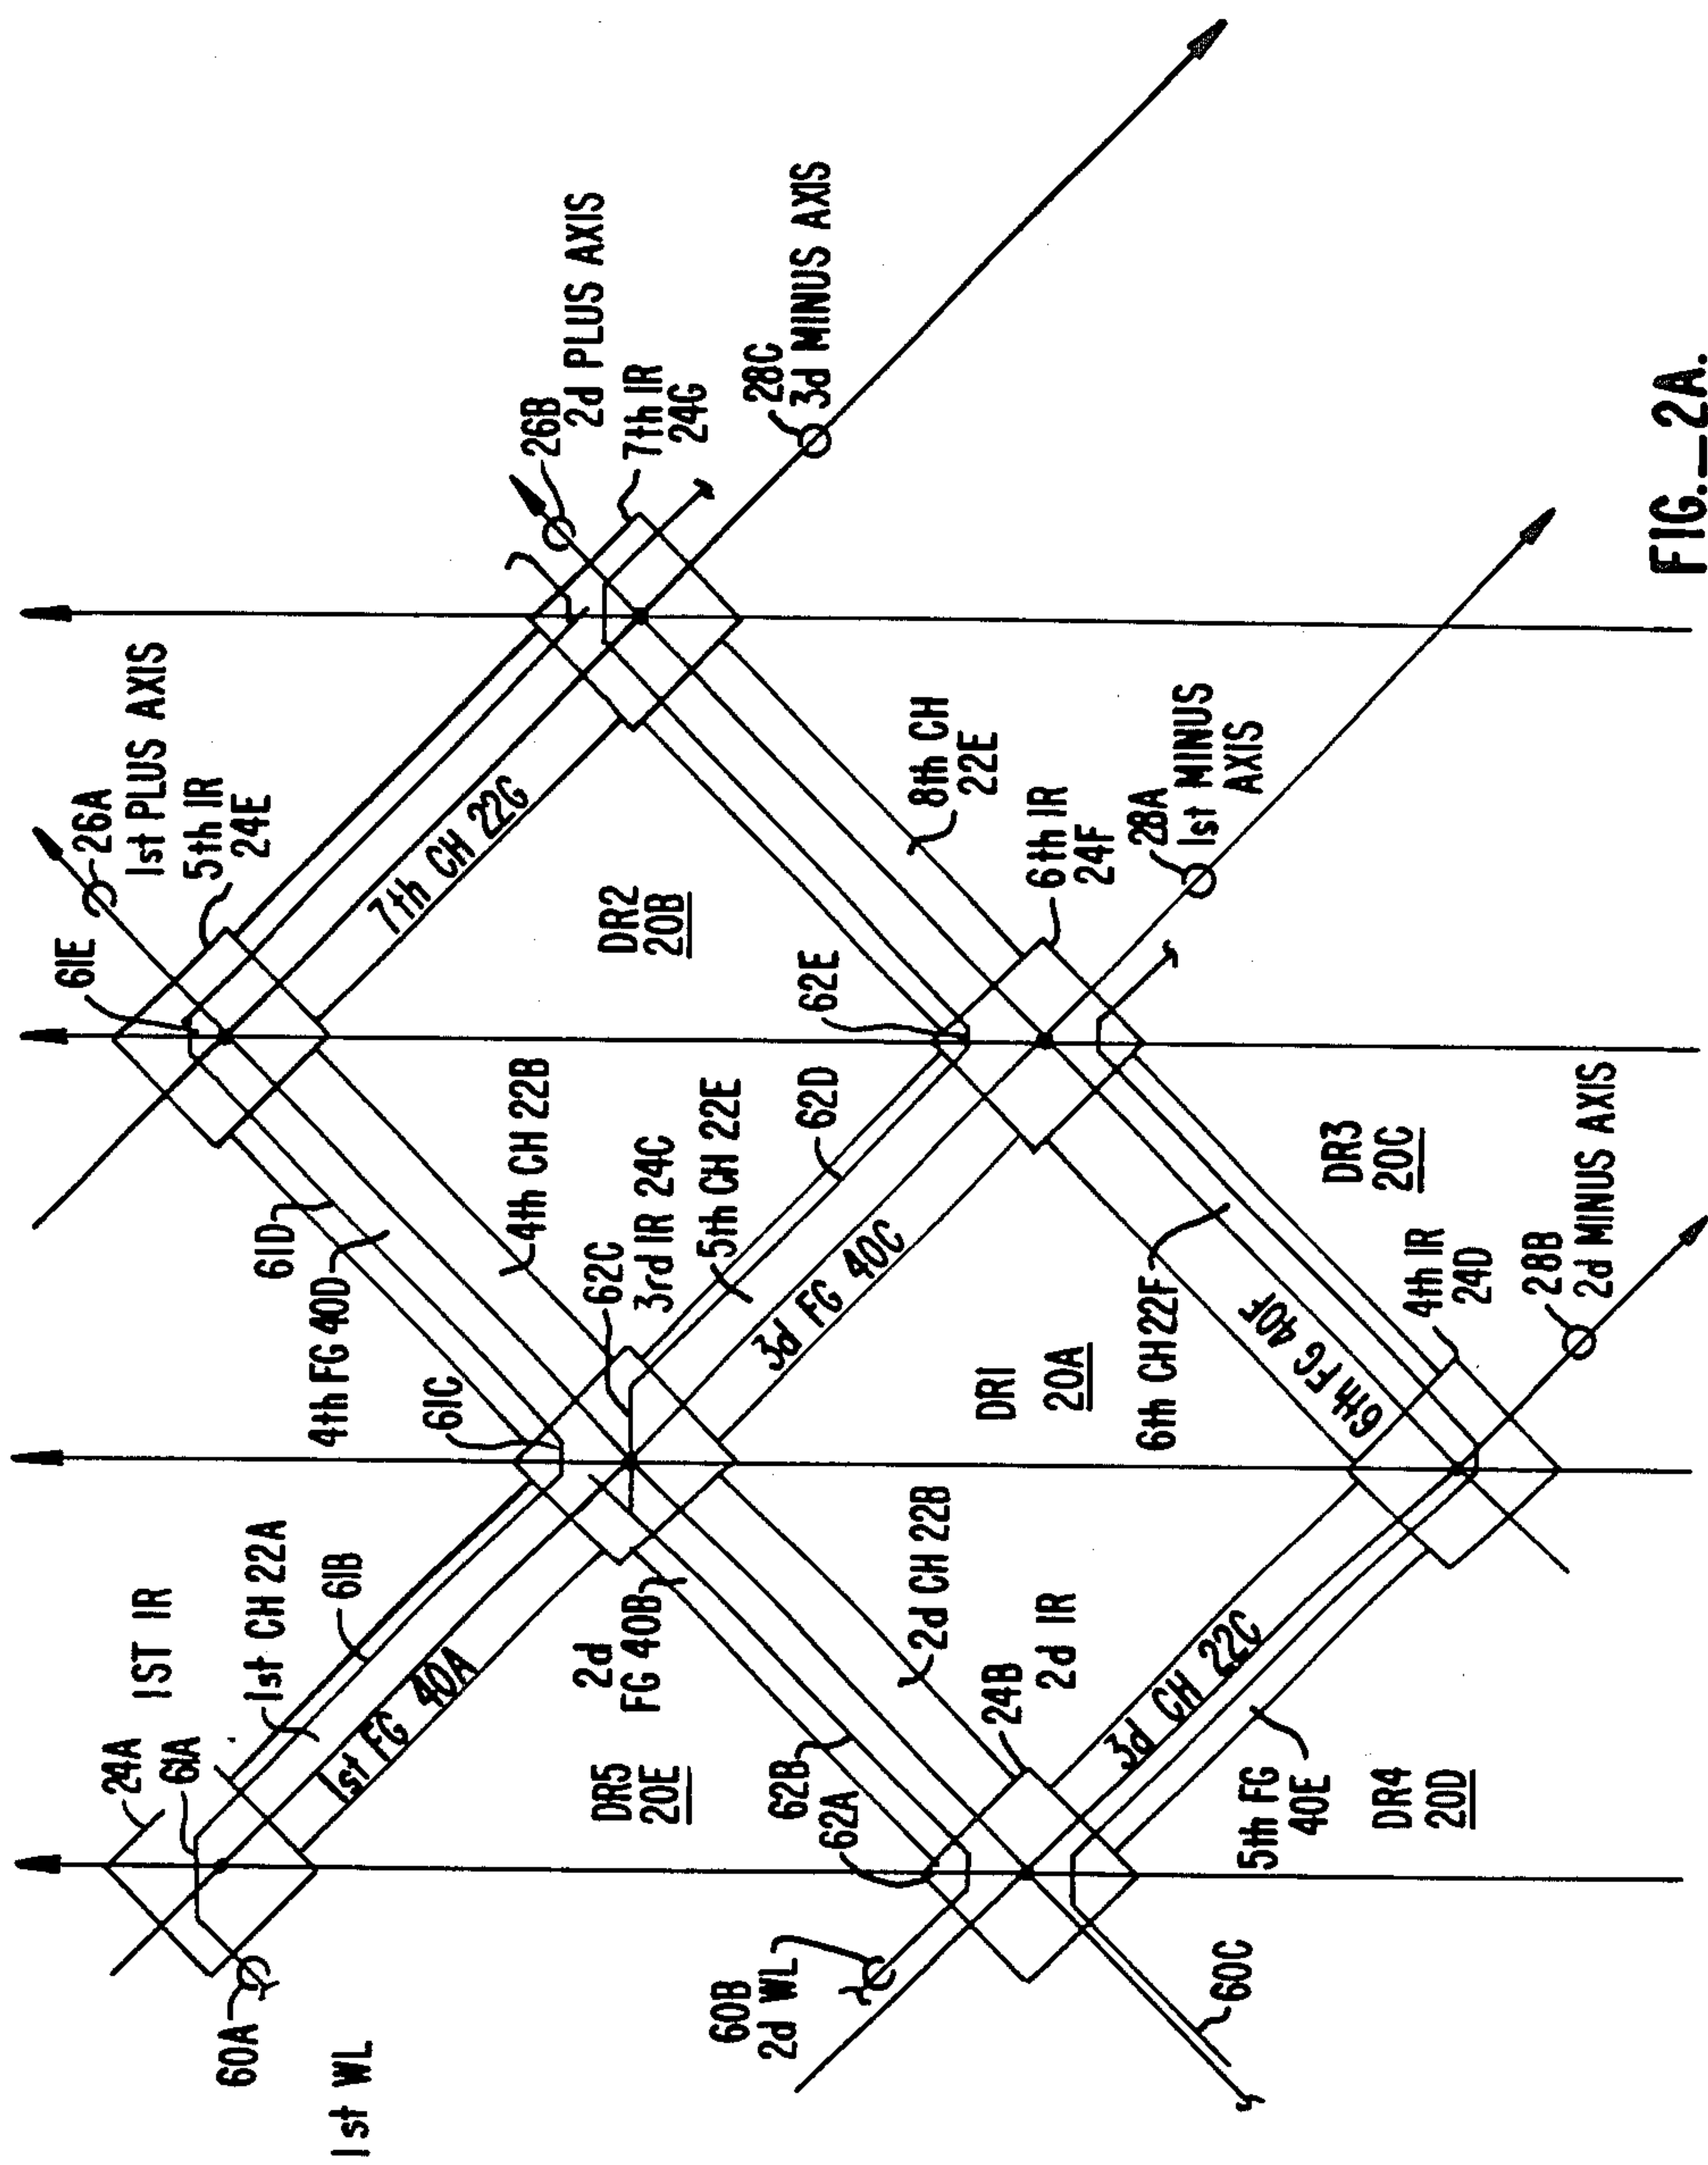 24A
1ST IR
61A
1st CH 22A
61B
60A
1st WL
1st FG 40A
61C
4th FG 40D
61D
61E
26A
1st PLUS AXIS
5th IR
24E
4th CH 22B
7th CH 22G
26B
2d PLUS AXIS
7th IR
24G
28C
3d MINUS AXIS
DR5
20E
2d
FG 40B
62C
3rd IR 24C
5th CH 22E
62D
62E
DR2
20B
60B
2d WL
62B
62A
2d CH 22B
24B
2d IR
3d FG 40C
DR1
20A
8th CH
22E
6th IR
24F
28A
1st MINUS
AXIS
3d CH 22C
6th CH 22F
6th FG 40F
60C
5th FG
40E
DR4
20D
4th IR
24D
DR3
20C
28B
2d MINUS AXIS
FIG._2A.